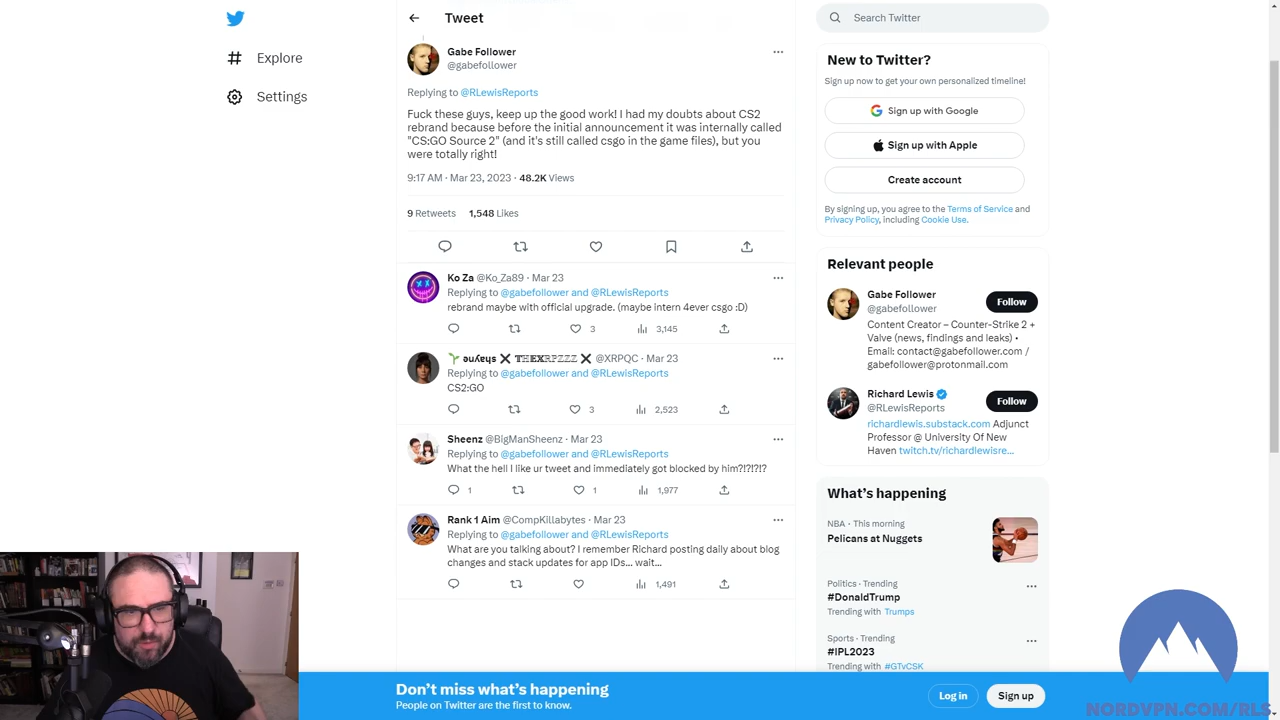 Tweet
Search Twitter
Explore
Settings
Gabe Follower
@gabefollower
Replying to @RLewisReports
Fuck these guys, keep up the good work! I had my doubts about CS2
rebrand because before the initial announcement it was internally called
"CS:GO Source 2" (and it's still called csgo in the game files), but you
were totally right!
9:17 AM · Mar 23, 2023 · 48.2K Views
9 Retweets 1,548 Likes
Ko Za @Ko_Za89 · Mar 23
Replying to @gabefollower and @RLewisReports
rebrand maybe with official upgrade. (maybe intern 4ever csgo :D)
3 3,145
@XRPQC · Mar 23
Replying to @gabefollower and @RLewisReports
CS2:GO
3 2,523
Sheenz @BigManSheenz · Mar 23
Replying to @gabefollower and @RLewisReports
What the hell I like ur tweet and immediately got blocked by him?!?!?!?
1 1 1,977
Rank 1 Aim @CompKillabytes · Mar 23
Replying to @gabefollower and @RLewisReports
What are you talking about? I remember Richard posting daily about blog
changes and stack updates for app IDs... wait...
1,491
New to Twitter?
Sign up now to get your own personalized timeline!
Sign up with Google
Sign up with Apple
Create account
By signing up, you agree to the Terms of Service and
Privacy Policy, including Cookie Use.
Relevant people
Gabe Follower
@gabefollower
Follow
Content Creator – Counter-Strike 2 +
Valve (news, findings and leaks) •
Email: contact@gabefollower.com /
gabefollower@protonmail.com
Richard Lewis
@RLewisReports
Follow
richardlewis.substack.com Adjunct
Professor @ University Of New
Haven twitch.tv/richardlewisre...
What's happening
NBA · This morning
Pelicans at Nuggets
Politics · Trending
#DonaldTrump
Trending with Trumps
Sports · Trending
#IPL2023
Trending with #GTvCSK
Don't miss what's happening
People on Twitter are the first to know.
Log in
Sign up
NORDVPN.COM/RLS